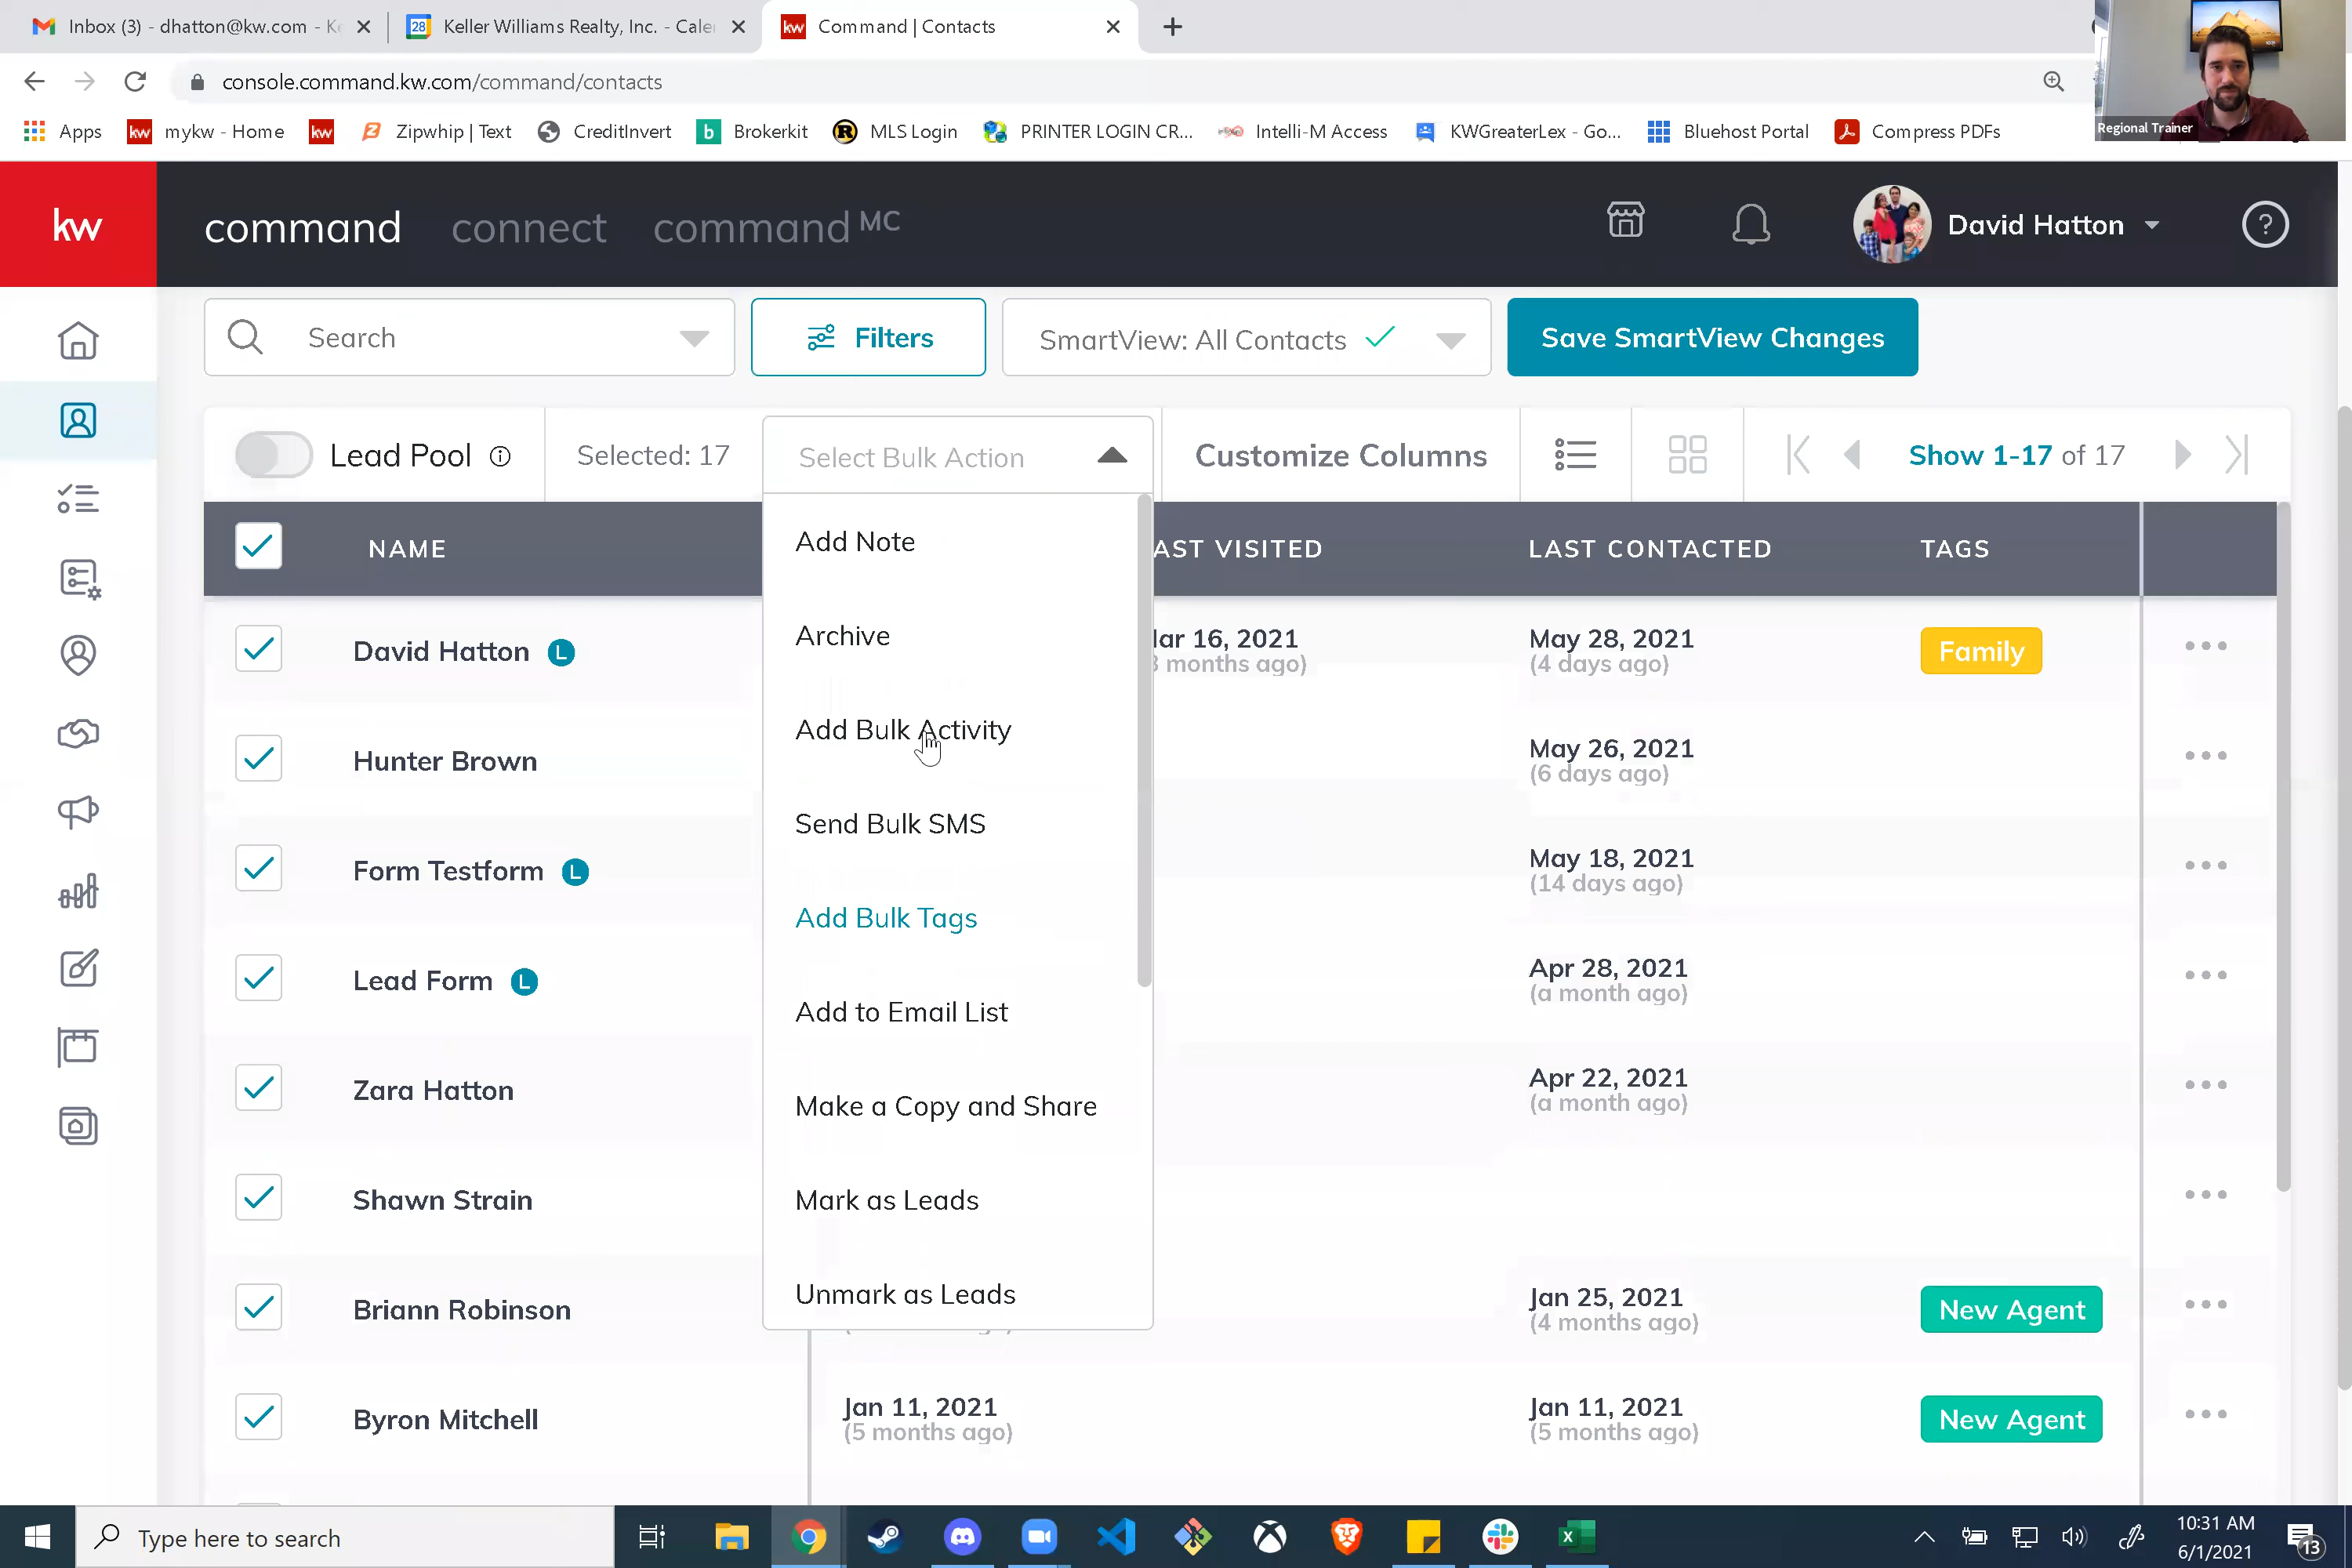 Inbox (3) - dhatton@kw.com - Ke
28
Keller Williams Realty, Inc. - Cale
kw
Command | Contacts
console.command.kw.com/command/contacts
Apps
kw
mykw - Home
kw
Zipwhip | Text
CreditInvert
b
Brokerkit
R
MLS Login
PRINTER LOGIN CR...
Intelli-M Access
KWGreaterLex - Go...
Bluehost Portal
Compress PDFs
Regional Trainer
kw
command
connect
command MC
David Hatton
?
Search
Filters
SmartView: All Contacts
Save SmartView Changes
Lead Pool
Selected: 17
Select Bulk Action
Customize Columns
Show 1-17 of 17
NAME
AST VISITED
LAST CONTACTED
TAGS
Add Note
Archive
Add Bulk Activity
Send Bulk SMS
Add Bulk Tags
Add to Email List
Make a Copy and Share
Mark as Leads
Unmark as Leads
David Hatton L
ar 16, 2021
months ago)
May 28, 2021
(4 days ago)
Family
Hunter Brown
May 26, 2021
(6 days ago)
Form Testform L
May 18, 2021
(14 days ago)
Lead Form L
Apr 28, 2021
(a month ago)
Zara Hatton
Apr 22, 2021
(a month ago)
Shawn Strain
Briann Robinson
Jan 25, 2021
(4 months ago)
New Agent
Byron Mitchell
Jan 11, 2021
(5 months ago)
Jan 11, 2021
(5 months ago)
New Agent
Type here to search
10:31 AM
6/1/2021
13